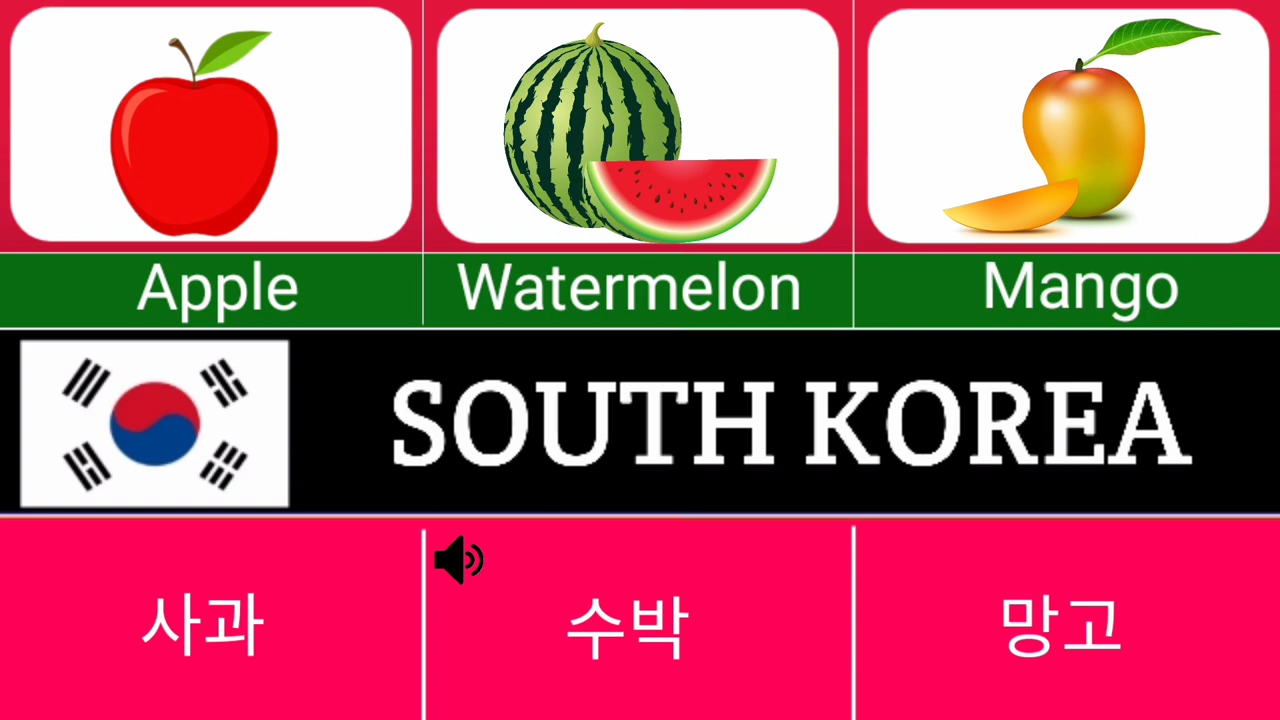 Apple
Watermelon
Mango
SOUTH KOREA
사과
수박
망고